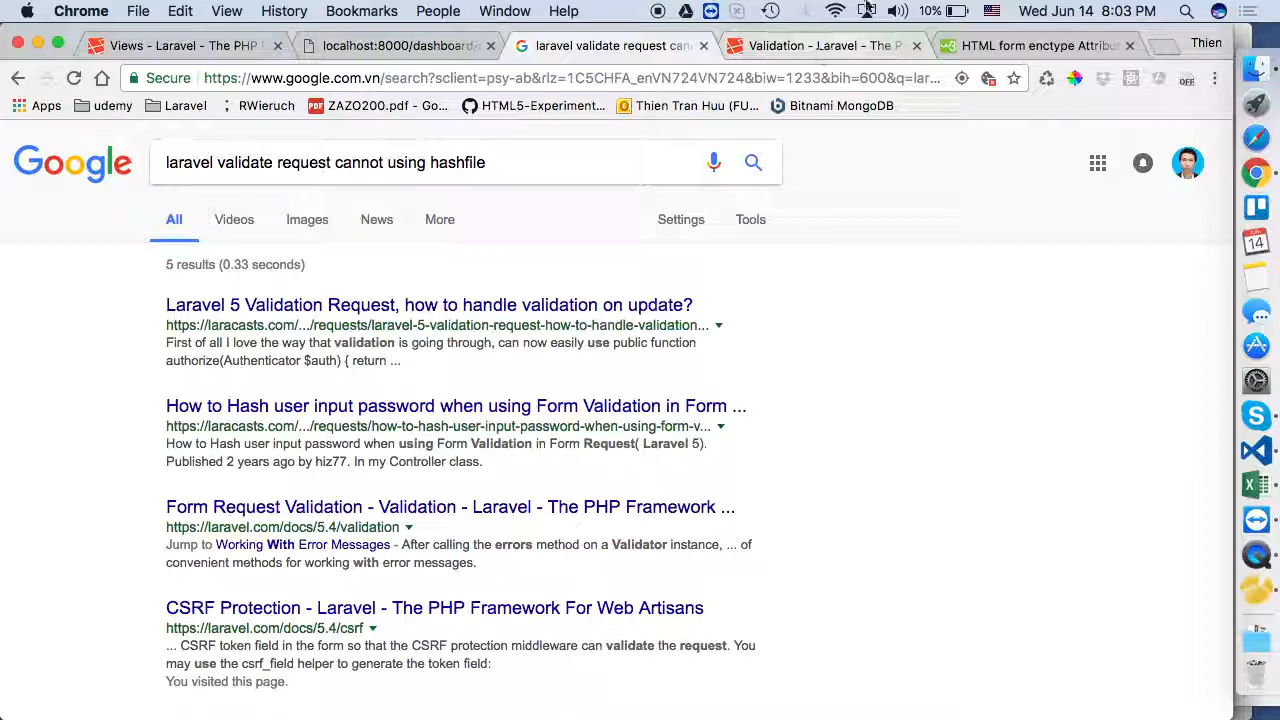 Chrome File Edit View History Bookmarks People Window Help 10% Wed Jun 14 8:03 PM
Views - Laravel - The PHP localhost:8000/dashboard laravel validate request can Validation - Laravel - The P HTML form enctype Attribu Thien
Secure https://www.google.com.vn/search?sclient=psy-ab&rlz=1C5CHFA_enVN724VN724&biw=1233&bih=600&q=lar... OFF
Apps udemy Laravel RWieruch PDF ZAZO200.pdf - Go... HTML5-Experiment... Thien Tran Huu (FU... Bitnami MongoDB
Google laravel validate request cannot using hashfile
All Videos Images News More Settings Tools
5 results (0.33 seconds)
Laravel 5 Validation Request, how to handle validation on update?
https://laracasts.com/.../requests/laravel-5-validation-request-how-to-handle-validation...
First of all I love the way that validation is going through, can now easily use public function
authorize(Authenticator $auth) { return ...
How to Hash user input password when using Form Validation in Form ...
https://laracasts.com/.../requests/how-to-hash-user-input-password-when-using-form-v...
How to Hash user input password when using Form Validation in Form Request( Laravel 5).
Published 2 years ago by hiz77. In my Controller class.
Form Request Validation - Validation - Laravel - The PHP Framework ...
https://laravel.com/docs/5.4/validation
Jump to Working With Error Messages - After calling the errors method on a Validator instance, ... of
convenient methods for working with error messages.
CSRF Protection - Laravel - The PHP Framework For Web Artisans
https://laravel.com/docs/5.4/csrf
... CSRF token field in the form so that the CSRF protection middleware can validate the request. You
may use the csrf_field helper to generate the token field:
You visited this page.
14